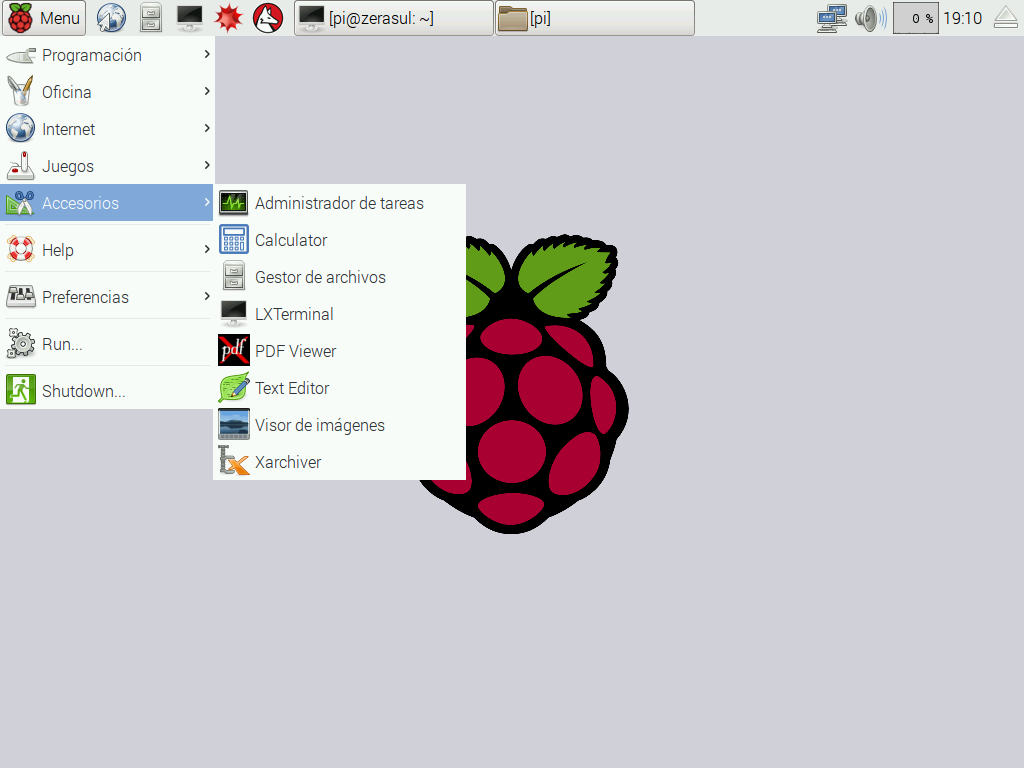 Menu
[pi@zerasul: ~]
[pi]
0 %
19:10
Programación
Oficina
Internet
Juegos
Accesorios
Help
Preferencias
Run...
Shutdown...
Administrador de tareas
Calculator
Gestor de archivos
LXTerminal
pdf
PDF Viewer
Text Editor
Visor de imágenes
Xarchiver